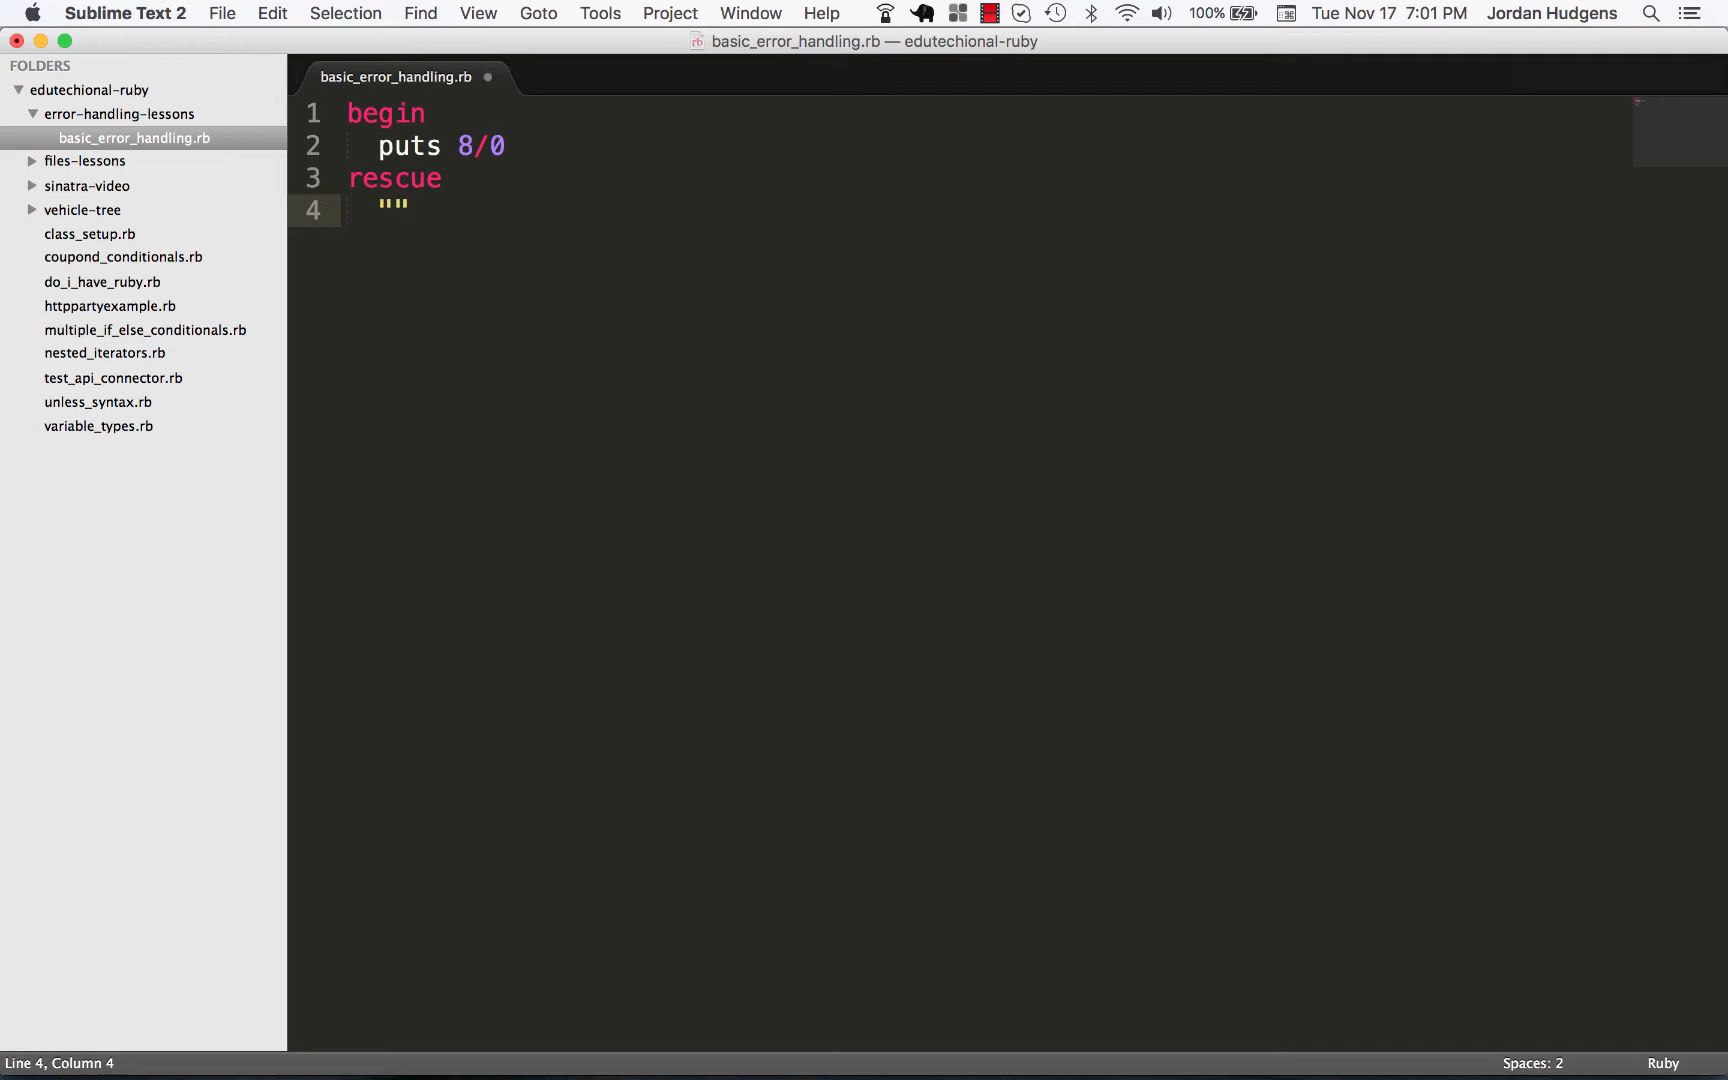 Sublime Text 2 File Edit Selection Find View Goto Tools Project Window Help 100% Tue Nov 17 7:01 PM Jordan Hudgens
rb basic_error_handling.rb — edutechional-ruby
FOLDERS
edutechional-ruby
error-handling-lessons
basic_error_handling.rb
files-lessons
sinatra-video
vehicle-tree
class_setup.rb
coupond_conditionals.rb
do_i_have_ruby.rb
httppartyexample.rb
multiple_if_else_conditionals.rb
nested_iterators.rb
test_api_connector.rb
unless_syntax.rb
variable_types.rb
basic_error_handling.rb
1 begin
2 puts 8/0
3 rescue
4 ""
Line 4, Column 4 Spaces: 2 Ruby